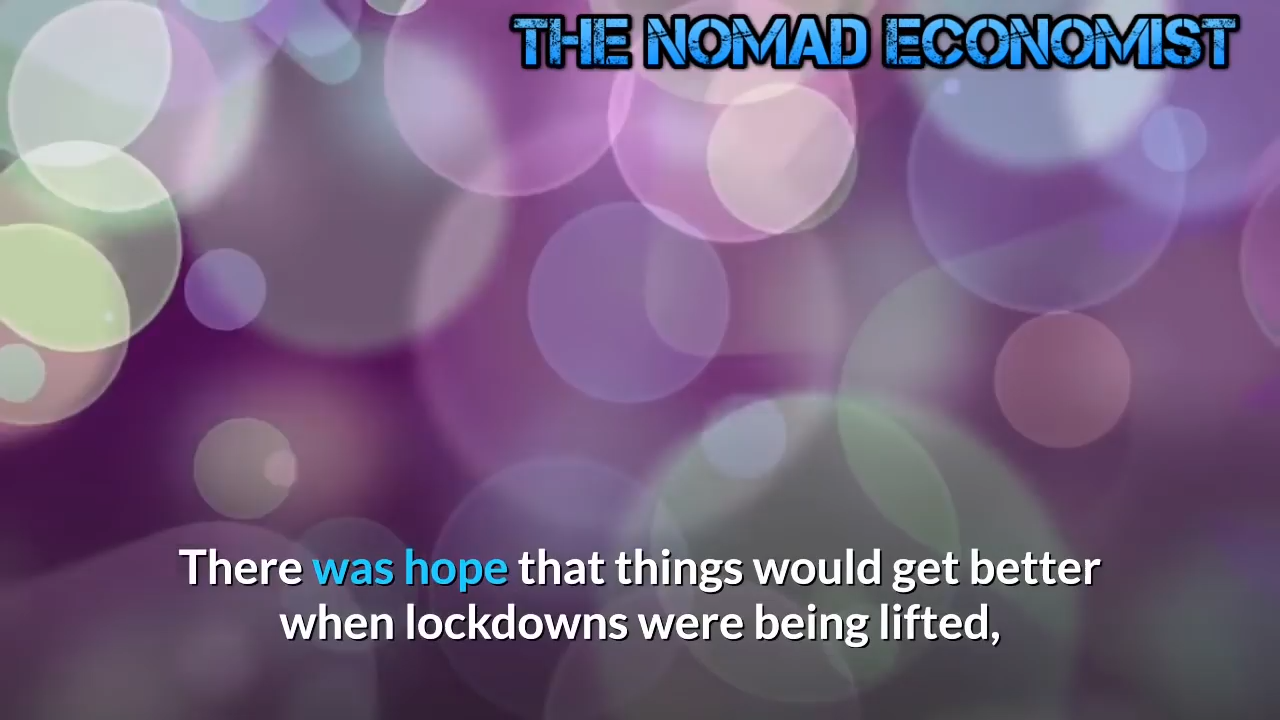 THE NOMAD ECONOMIST
There was hope that things would get better
when lockdowns were being lifted,